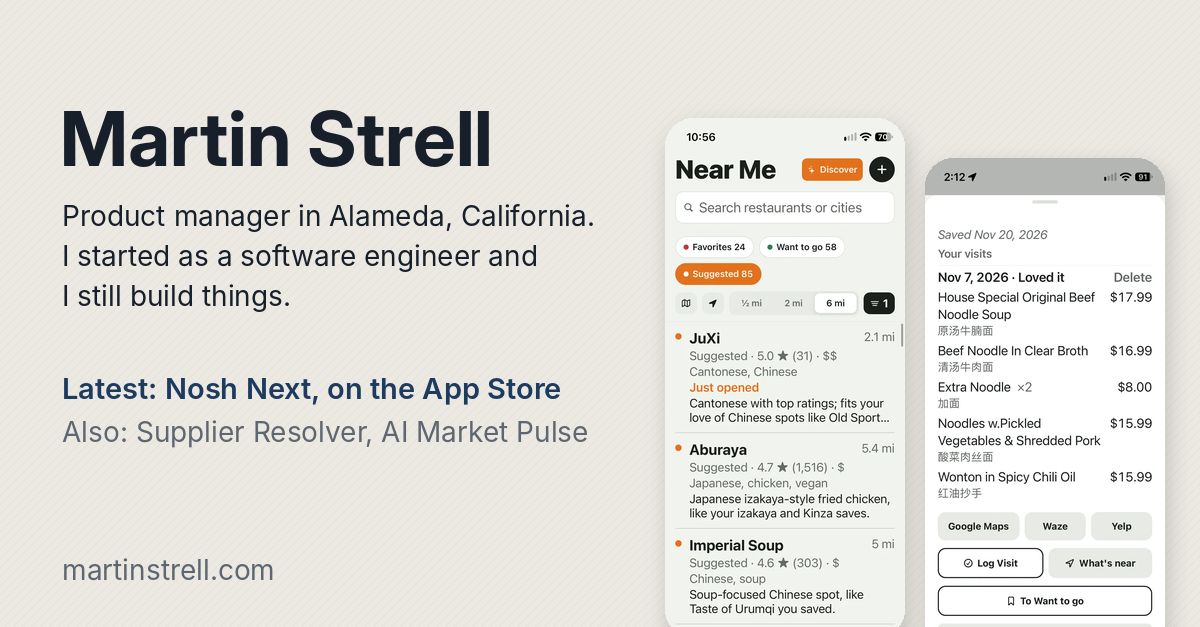 Martin Strell
Product manager in Alameda, California.
I started as a software engineer and
I still build things.
Latest: Nosh Next, on the App Store
Also: Supplier Resolver, AI Market Pulse
martinstrell.com
10:56
70
Near Me
Discover
+
Search restaurants or cities
Favorites 24
Want to go 58
Suggested 85
½ mi
2 mi
6 mi
1
JuXi
2.1 mi
Suggested · 5.0 ★ (31) · $$
Cantonese, Chinese
Just opened
Cantonese with top ratings; fits your
love of Chinese spots like Old Sport...
Aburaya
5.4 mi
Suggested · 4.7 ★ (1,516) · $
Japanese, chicken, vegan
Japanese izakaya-style fried chicken,
like your izakaya and Kinza saves.
Imperial Soup
5 mi
Suggested · 4.6 ★ (303) · $
Chinese, soup
Soup-focused Chinese spot, like
Taste of Urumqi you saved.
2:12
91
Saved Nov 20, 2026
Your visits
Nov 7, 2026 · Loved it
Delete
House Special Original Beef
Noodle Soup
$17.99
原汤牛腩面
Beef Noodle In Clear Broth
$16.99
清汤牛肉面
Extra Noodle ×2
$8.00
加面
Noodles w.Pickled
Vegetables & Shredded Pork
$15.99
酸菜肉丝面
Wonton in Spicy Chili Oil
$15.99
红油抄手
Google Maps
Waze
Yelp
Log Visit
What's near
To Want to go